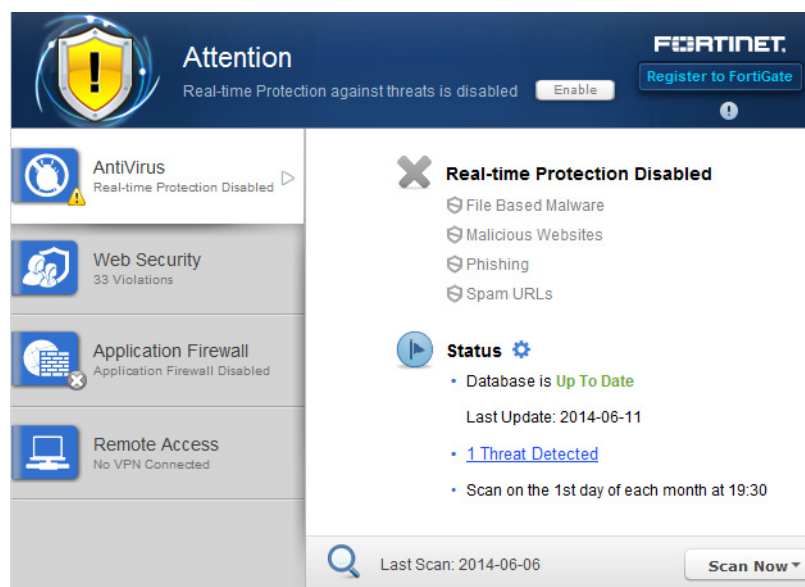 Attention
Real-time Protection against threats is disabled
Enable
FORTINET
Register to FortiGate
AntiVirus
Real-time Protection Disabled
Web Security
33 Violations
Application Firewall
Application Firewall Disabled
Remote Access
No VPN Connected
Real-time Protection Disabled
File Based Malware
Malicious Websites
Phishing
Spam URLs
Status
• Database is Up To Date
Last Update: 2014-06-11
• 1 Threat Detected
• Scan on the 1st day of each month at 19:30
Last Scan: 2014-06-06
Scan Now